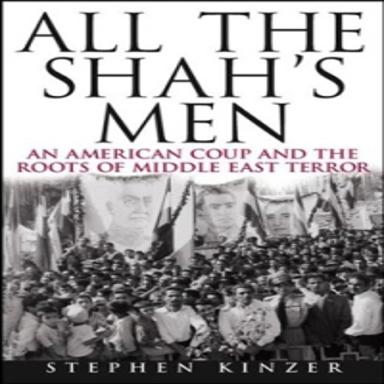 ALL THE
SHAH'S
MEN
AN AMERICAN COUP AND THE
ROOTS OF MIDDLE EAST TERROR
STEPHEN KINZER